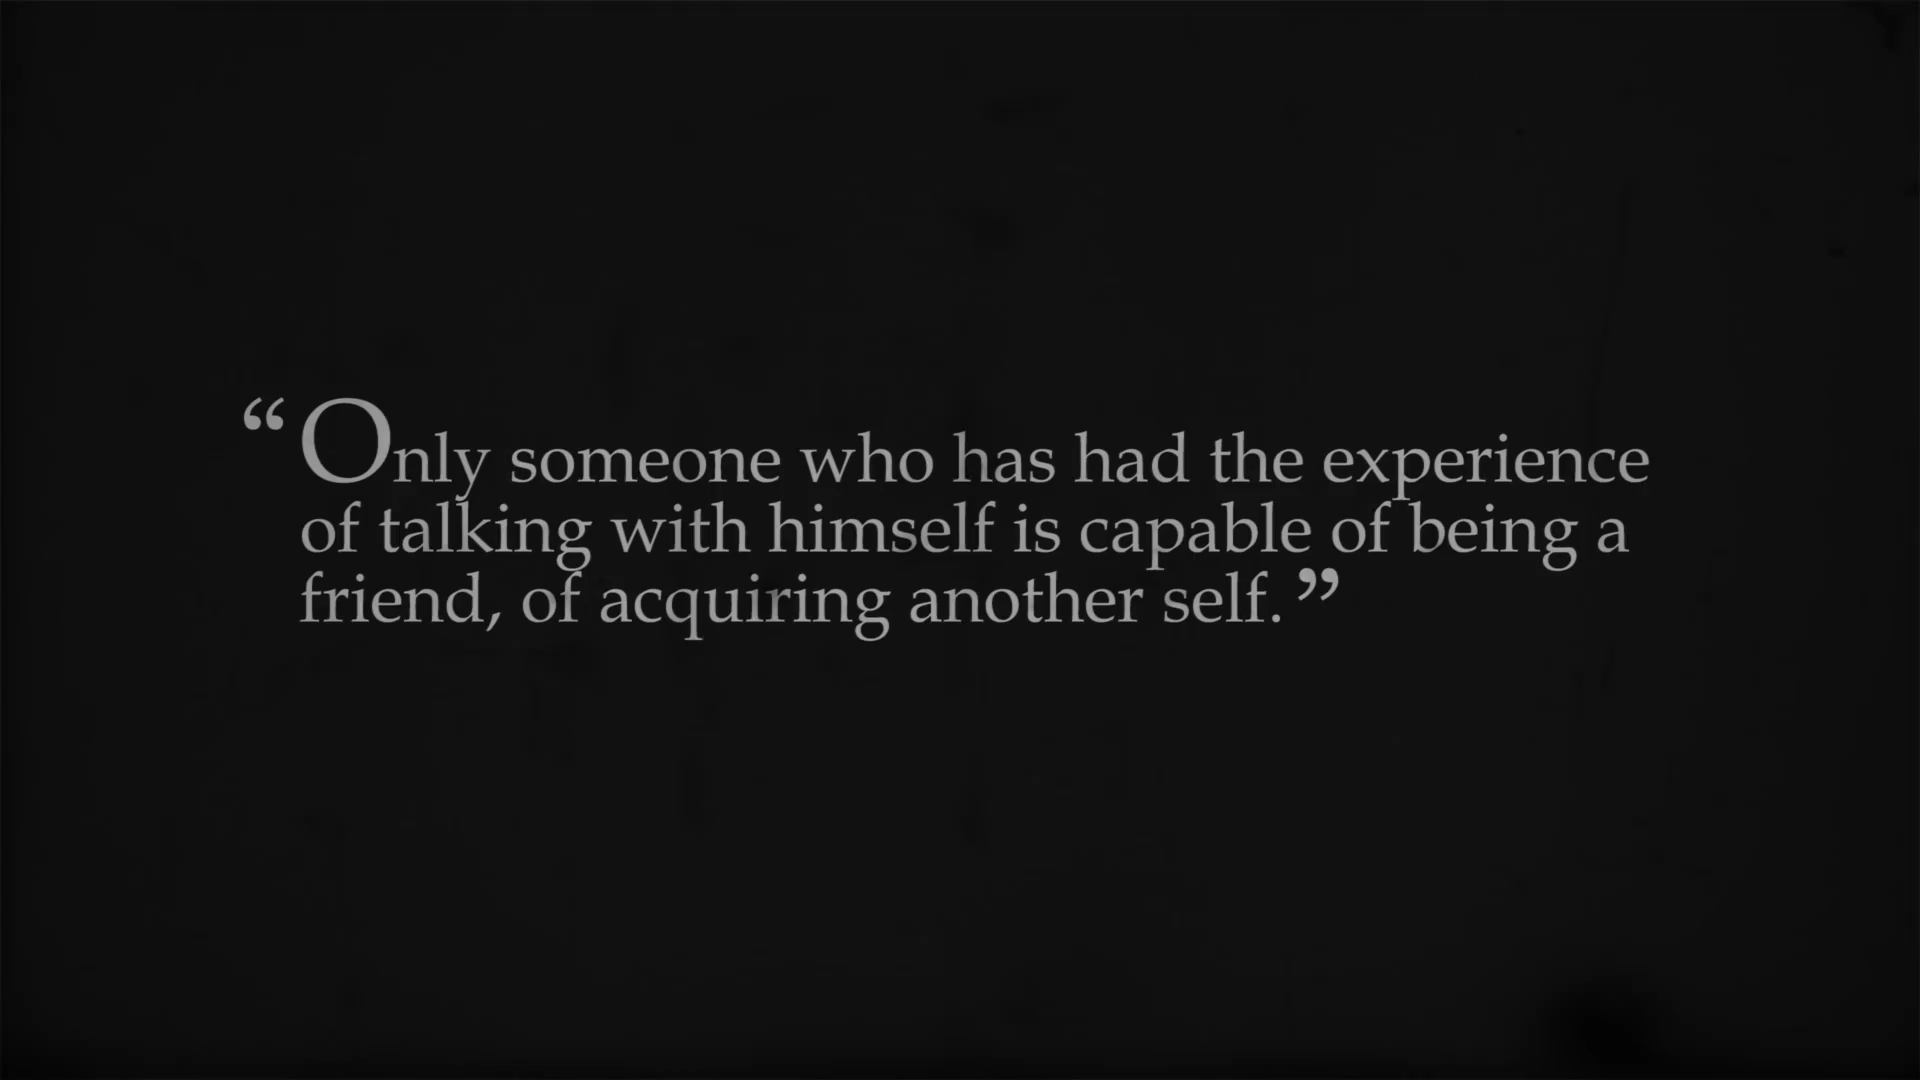 “Only someone who has had the experience
of talking with himself is capable of being a
friend, of acquiring another self.”